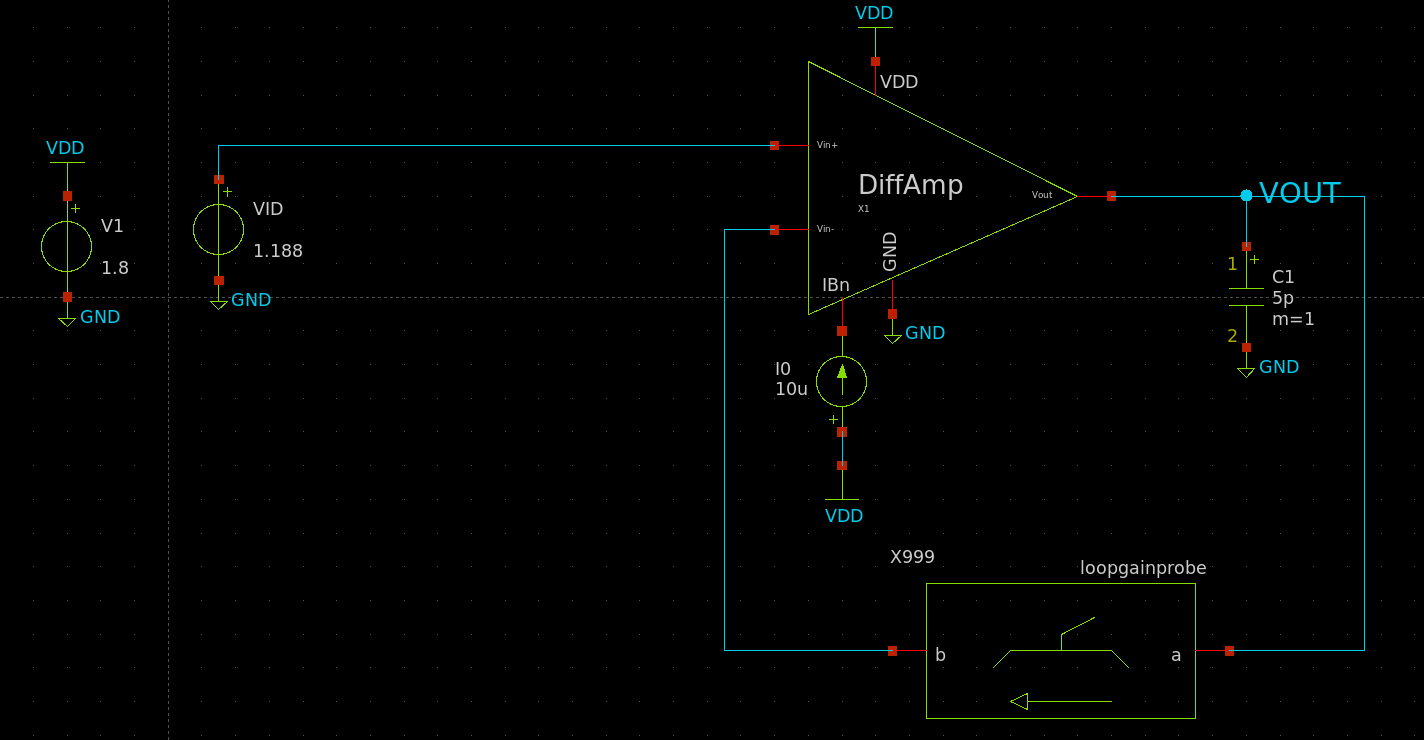 VDD
VDD
Vin+
DiffAmp
X1
Vin-
Vout
GND
IBn
GND
VDD
+
V1
1.8
GND
+
VID
1.188
GND
VOUT
1
+
C1
5p
m=1
2
GND
I0
10u
+
VDD
X999
loopgainprobe
b
a